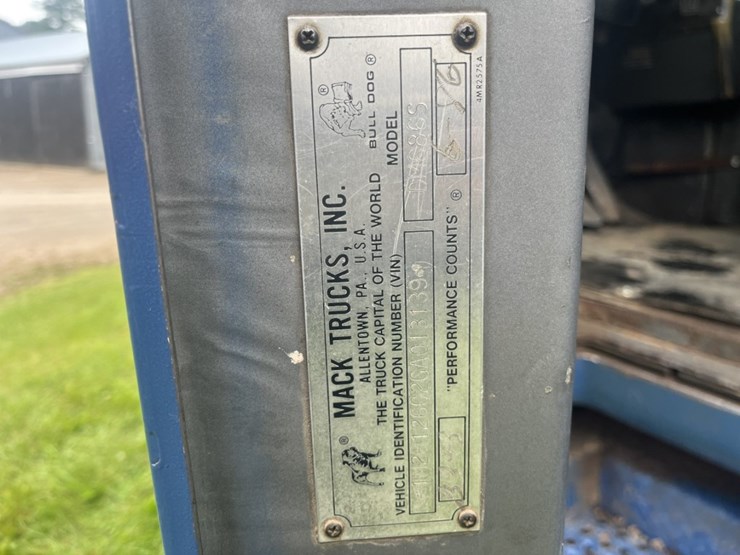 MACK TRUCKS, INC.
ALLENTOWN, PA., U.S.A.
THE TRUCK CAPITAL OF THE WORLD
BULL DOG ®
VEHICLE IDENTIFICATION NUMBER (VIN)
MODEL
"PERFORMANCE COUNTS" ®
4MR2575A